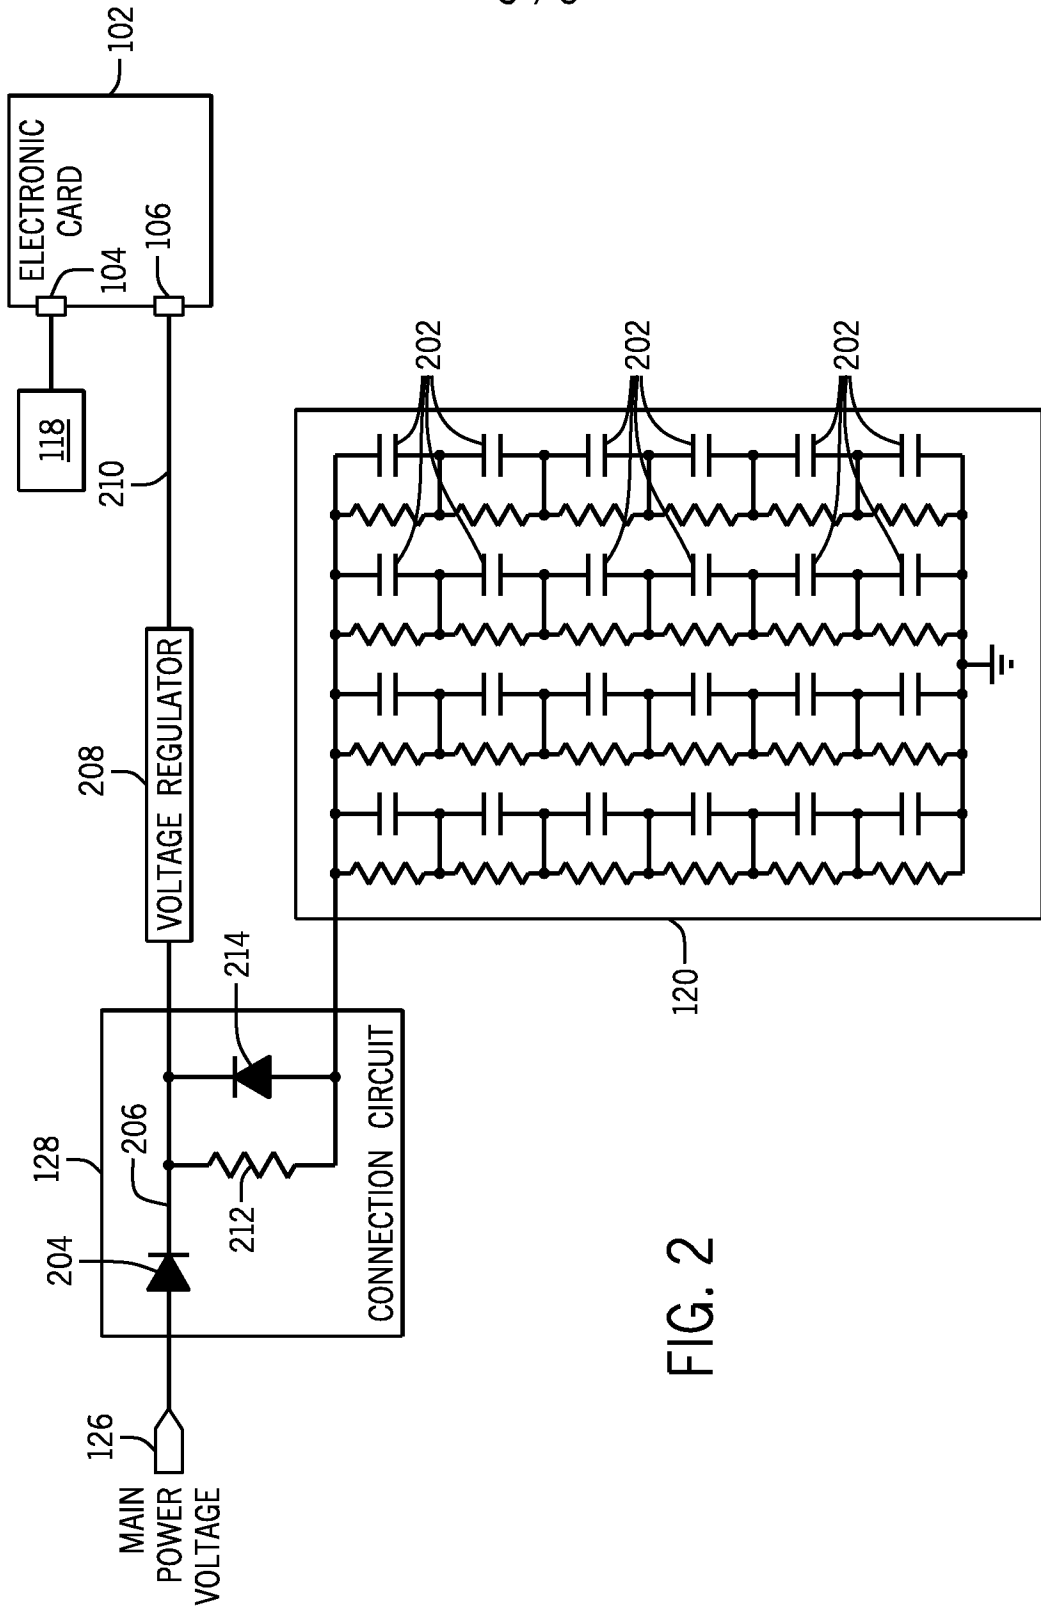 ELECTRONIC
CARD
102
104
106
118
210
VOLTAGE REGULATOR
208
214
206
128
204
212
CONNECTION CIRCUIT
126
MAIN
POWER
VOLTAGE
202
202
202
120
FIG. 2